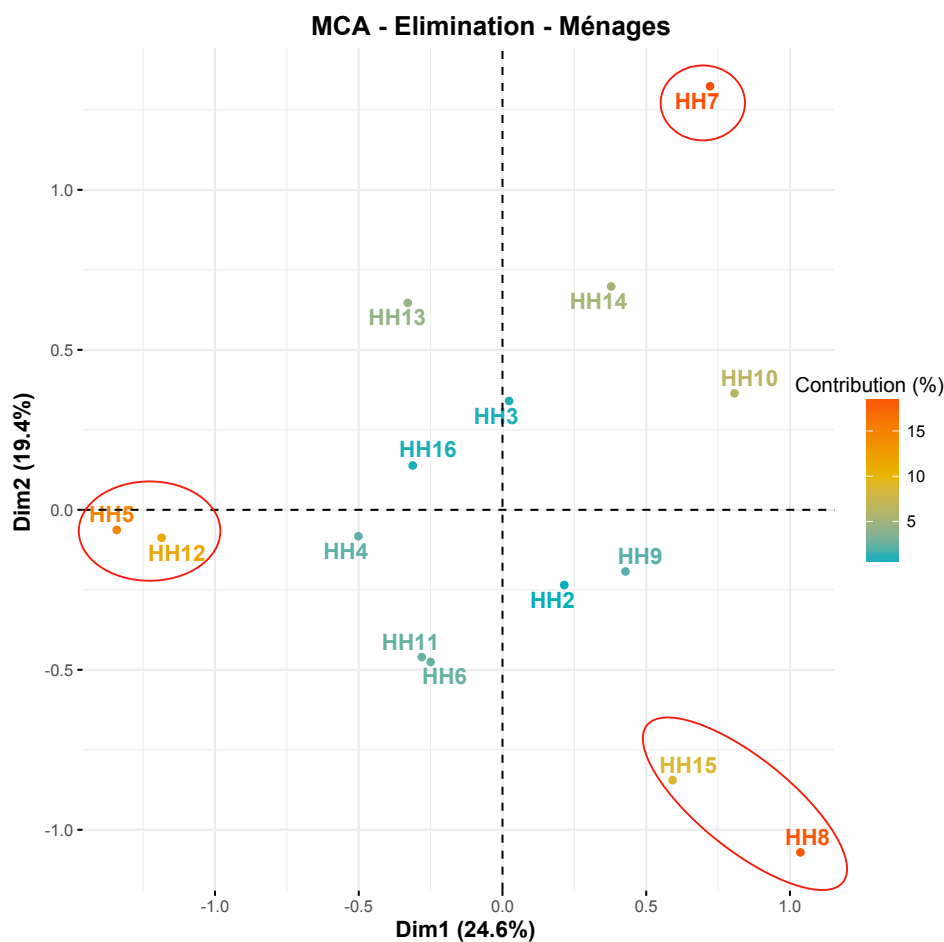 MCA - Elimination - Ménages
HH7
1.0
HH14
HH13
0.5
HH10
Contribution (%)
HH3
15
HH16
10
Dim2 (19.4%)
0.0
HH5
5
HH12
HH4
HH9
HH2
HH11
-0.5
HH6
HH15
-1.0
HH8
-1.0
-0.5
0.0
0.5
1.0
Dim1 (24.6%)